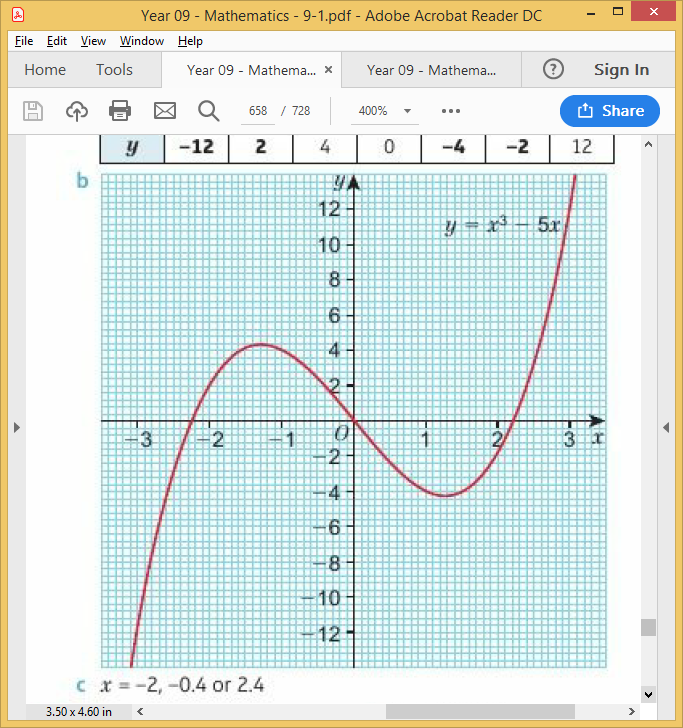 Year 09 - Mathematics - 9-1.pdf - Adobe Acrobat Reader DC
File Edit View Window Help
Home Tools Year 09 - Mathema... × Year 09 - Mathema... ? Sign In
658 / 728 400% Share
y −12 2 4 0 −4 −2 12
b
y
12
y = x³ − 5x
10
8
6
4
2
−3 −2 −1 O 1 2 3 x
−2
−4
−6
−8
−10
−12
c x = −2, −0.4 or 2.4
3.50 x 4.60 in